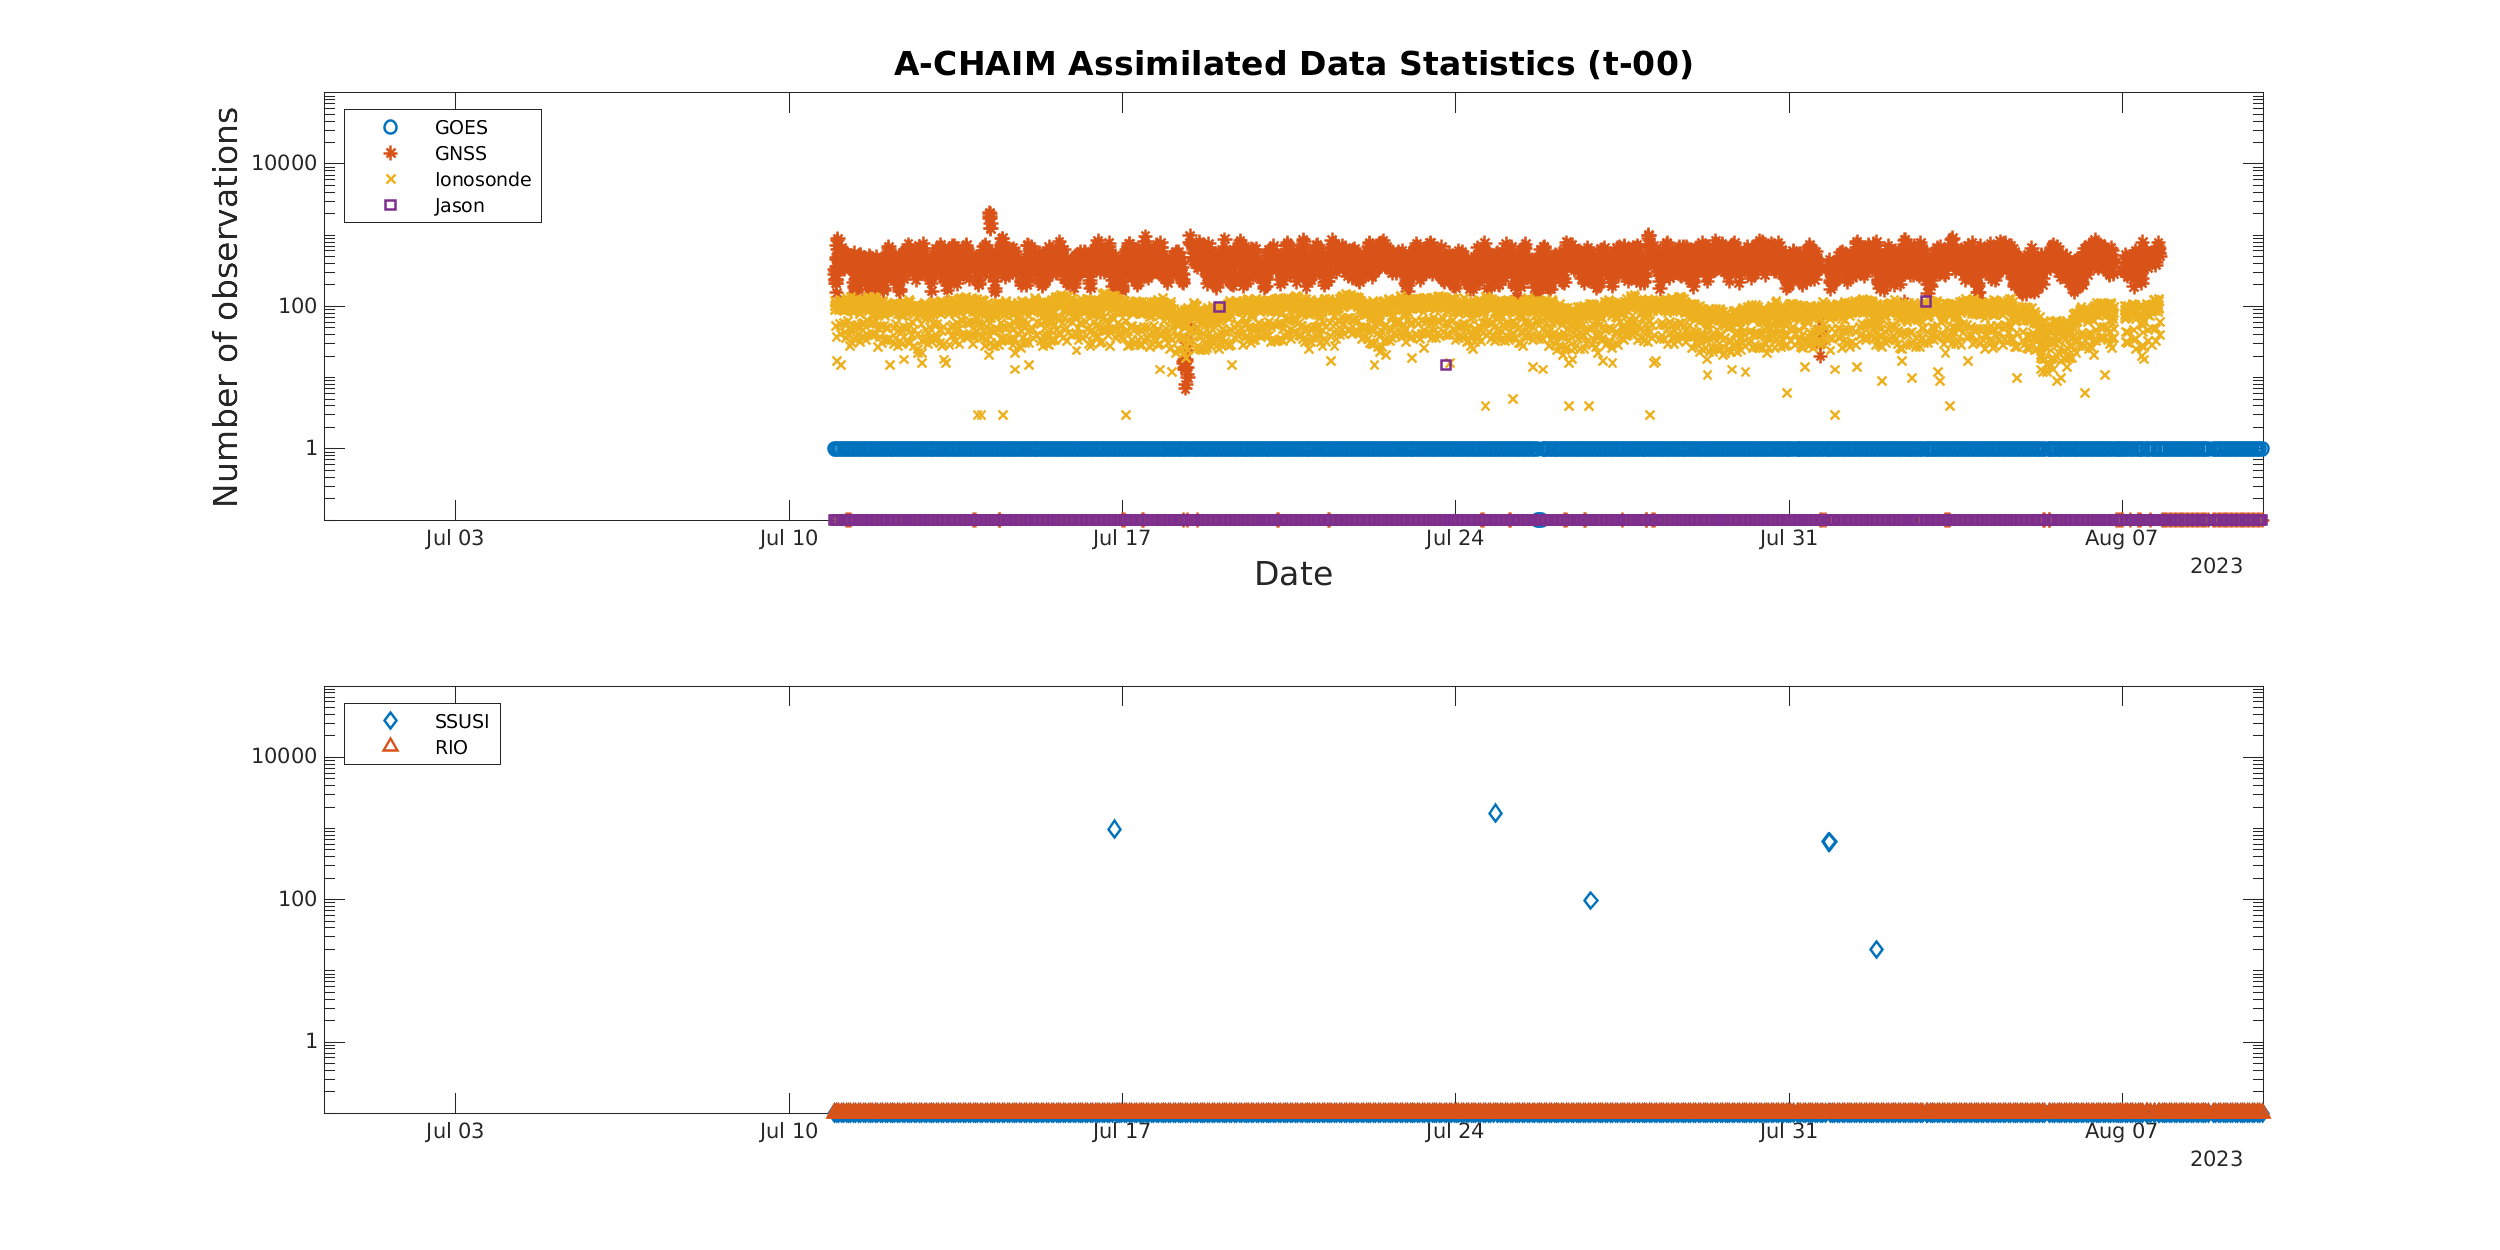 A-CHAIM Assimilated Data Statistics (t-00)
Number of observations
10000
100
1
GOES
GNSS
Ionosonde
Jason
Jul 03 Jul 10 Jul 17 Jul 24 Jul 31 Aug 07
2023
Date
10000
100
1
SSUSI
RIO
Jul 03 Jul 10 Jul 17 Jul 24 Jul 31 Aug 07
2023